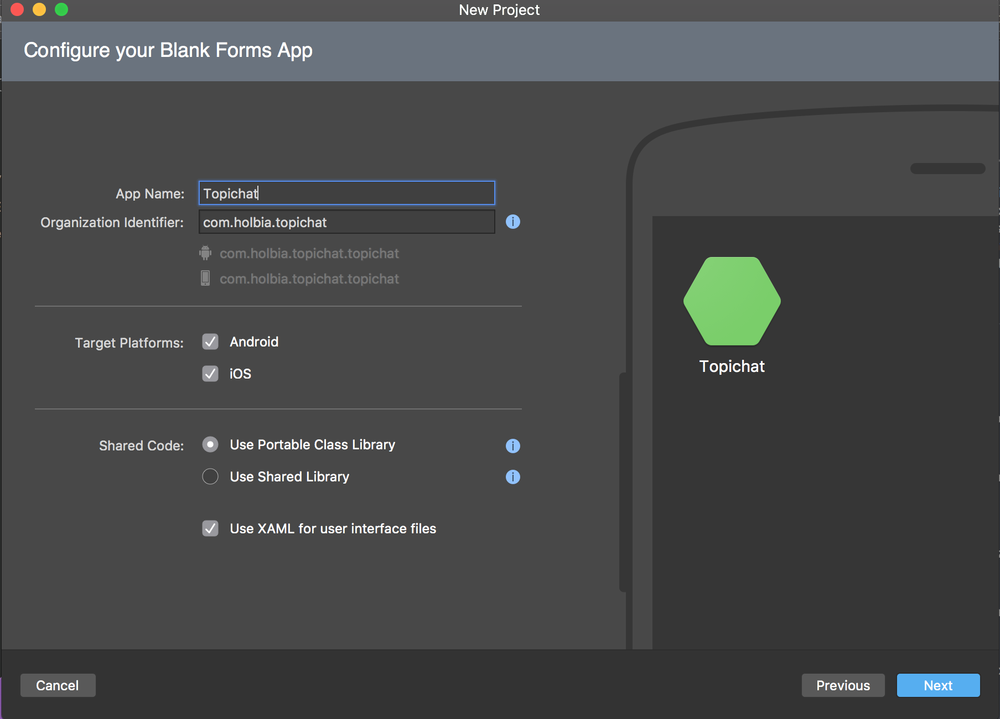 New Project
Configure your Blank Forms App
App Name: Topichat
Organization Identifier: com.holbia.topichat
com.holbia.topichat.topichat
com.holbia.topichat.topichat
Target Platforms: Android
iOS
Topichat
Shared Code: Use Portable Class Library
Use Shared Library
Use XAML for user interface files
Cancel Previous Next